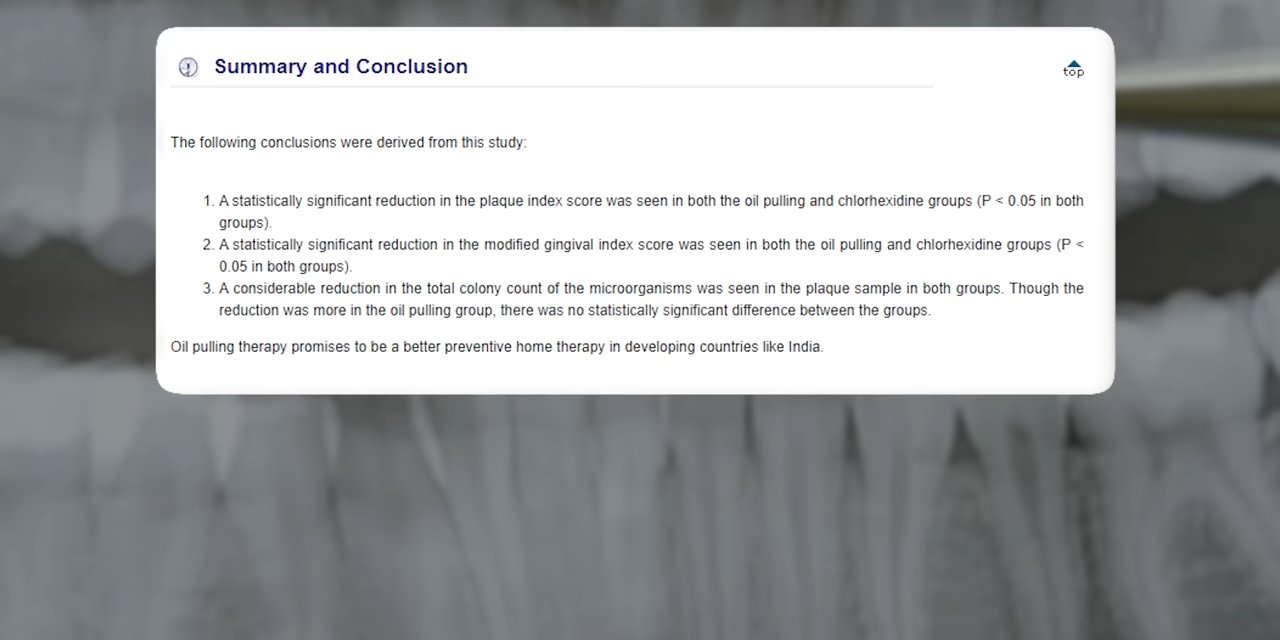 Summary and Conclusion
top
The following conclusions were derived from this study:
1. A statistically significant reduction in the plaque index score was seen in both the oil pulling and chlorhexidine groups (P < 0.05 in both
groups).
2. A statistically significant reduction in the modified gingival index score was seen in both the oil pulling and chlorhexidine groups (P <
0.05 in both groups).
3. A considerable reduction in the total colony count of the microorganisms was seen in the plaque sample in both groups. Though the
reduction was more in the oil pulling group, there was no statistically significant difference between the groups.
Oil pulling therapy promises to be a better preventive home therapy in developing countries like India.